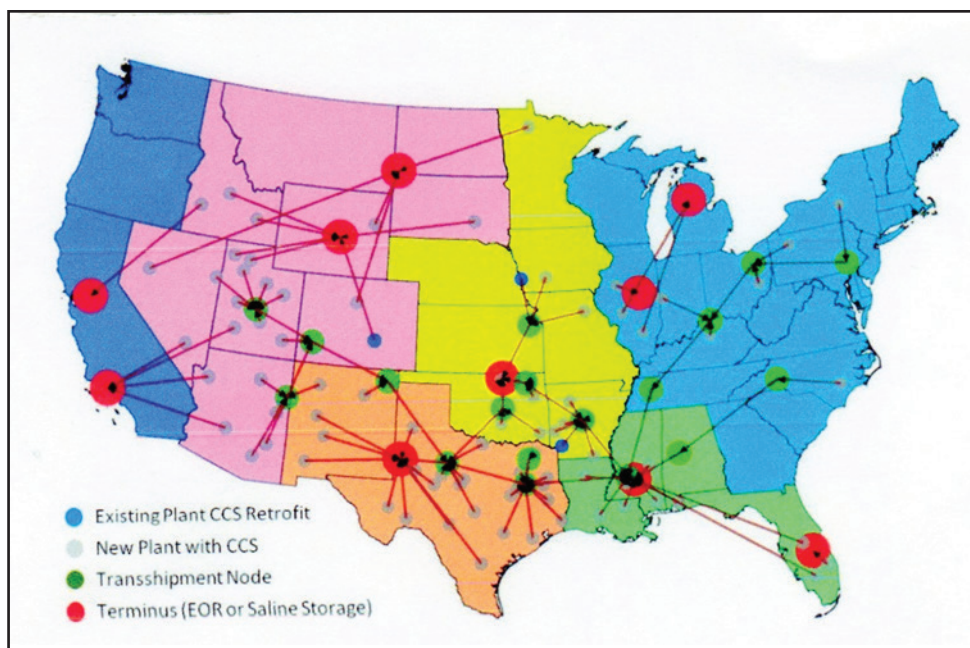 Existing Plant CCS Retrofit
New Plant with CCS
Transshipment Node
Terminus (EOR or Saline Storage)